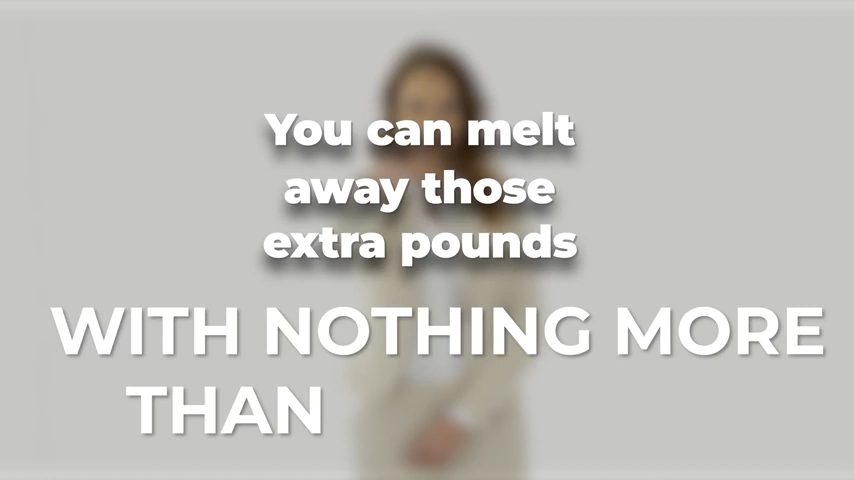 You can melt
away those
extra pounds
WITH NOTHING MORE
THAN